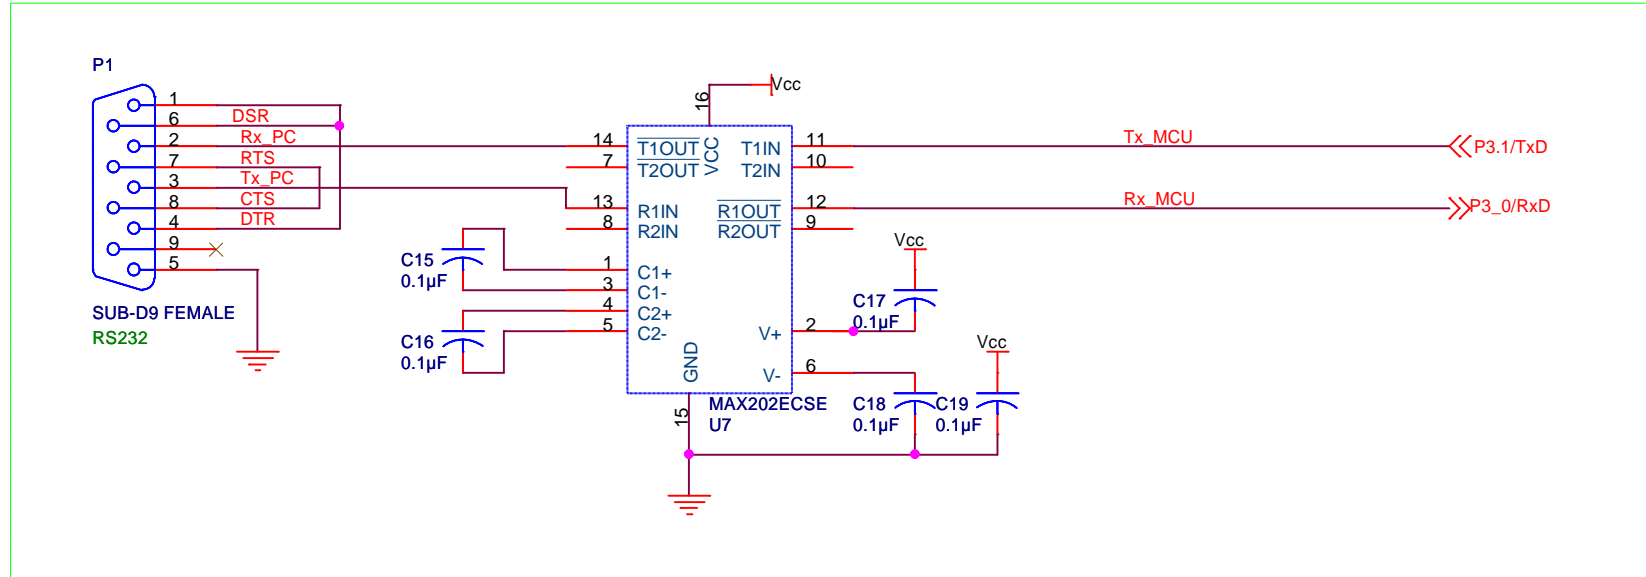 P1
1
6
DSR
2
Rx_PC
7
RTS
3
Tx_PC
8
CTS
4
DTR
9
5
SUB-D9 FEMALE
RS232
C15
0.1µF
C16
0.1µF
16
Vcc
14
7
13
8
1
3
4
5
T1OUT
T2OUT
VCC
T1IN
T2IN
R1IN
R2IN
R1OUT
R2OUT
C1+
C1-
C2+
C2-
V+
V-
GND
11
10
12
9
2
6
15
MAX202ECSE
U7
Tx_MCU
P3.1/TxD
Rx_MCU
P3_0/RxD
Vcc
C17
0.1µF
Vcc
C18
0.1µF
C19
0.1µF